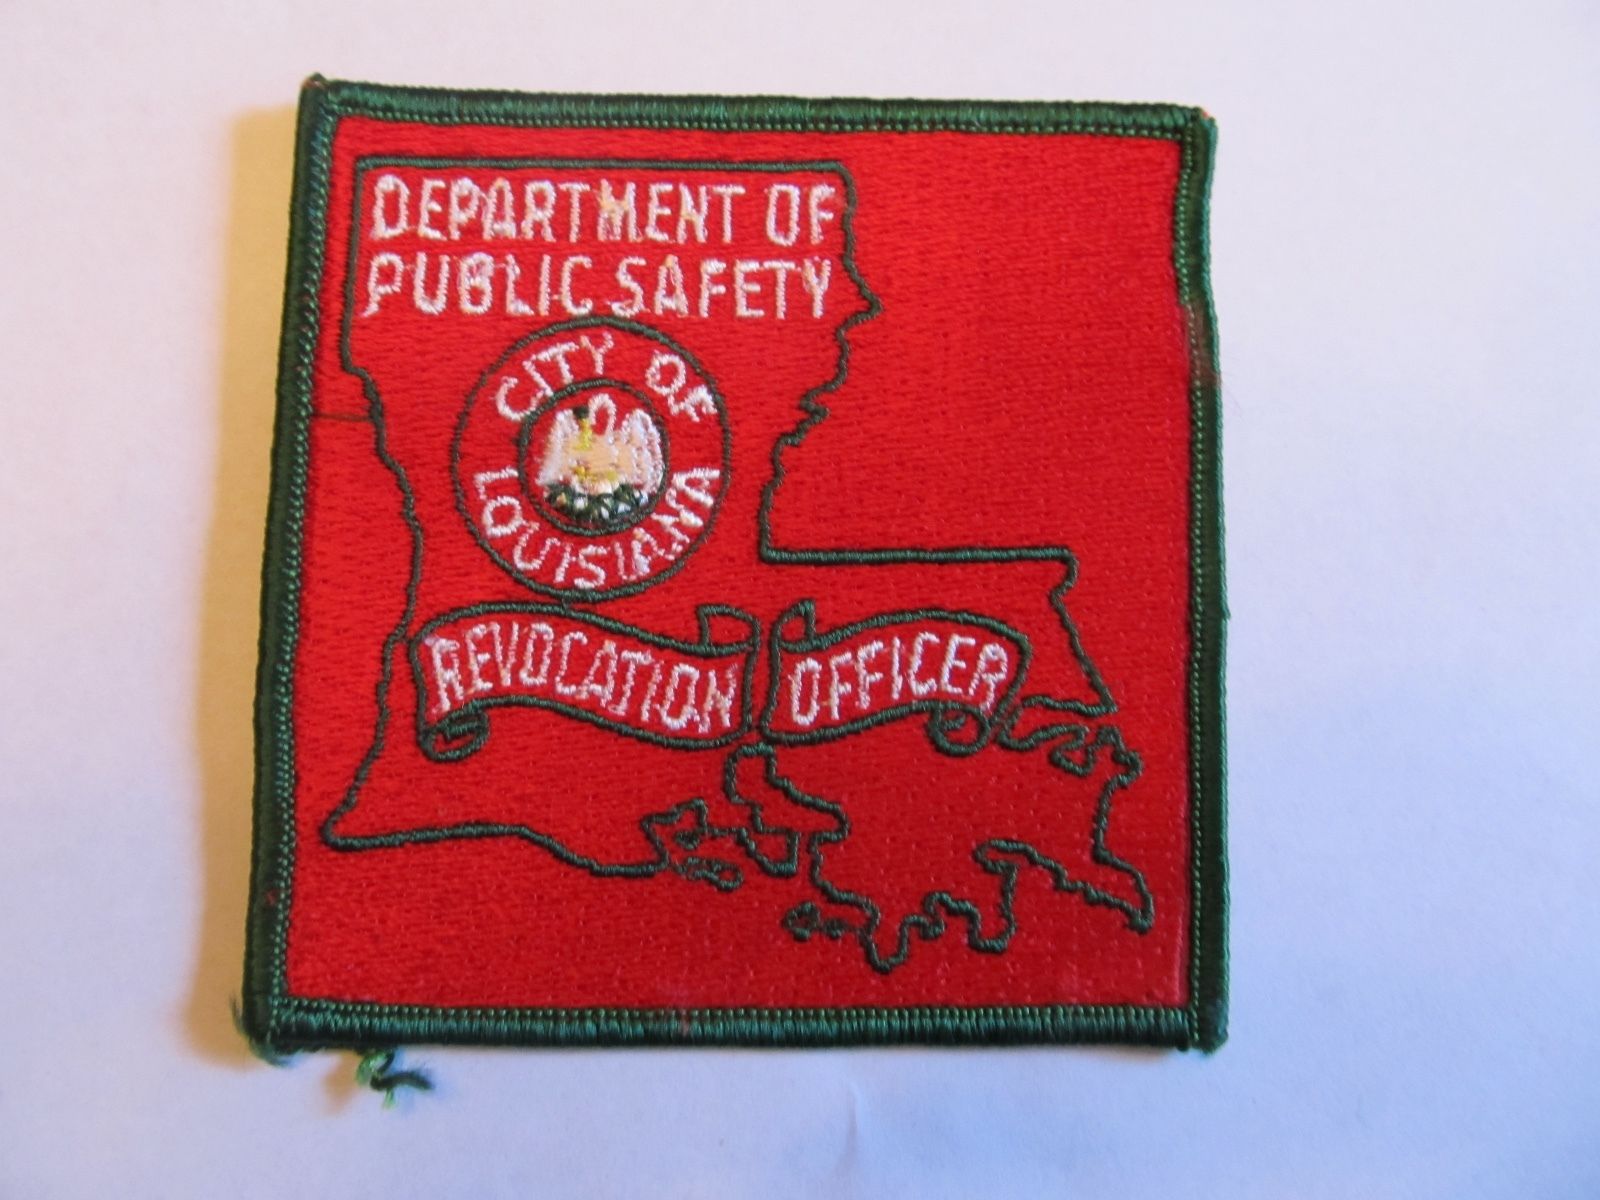 DEPARTMENT OF
PUBLIC SAFETY
CITY OF
LOUISIANA
REVOCATION OFFICER